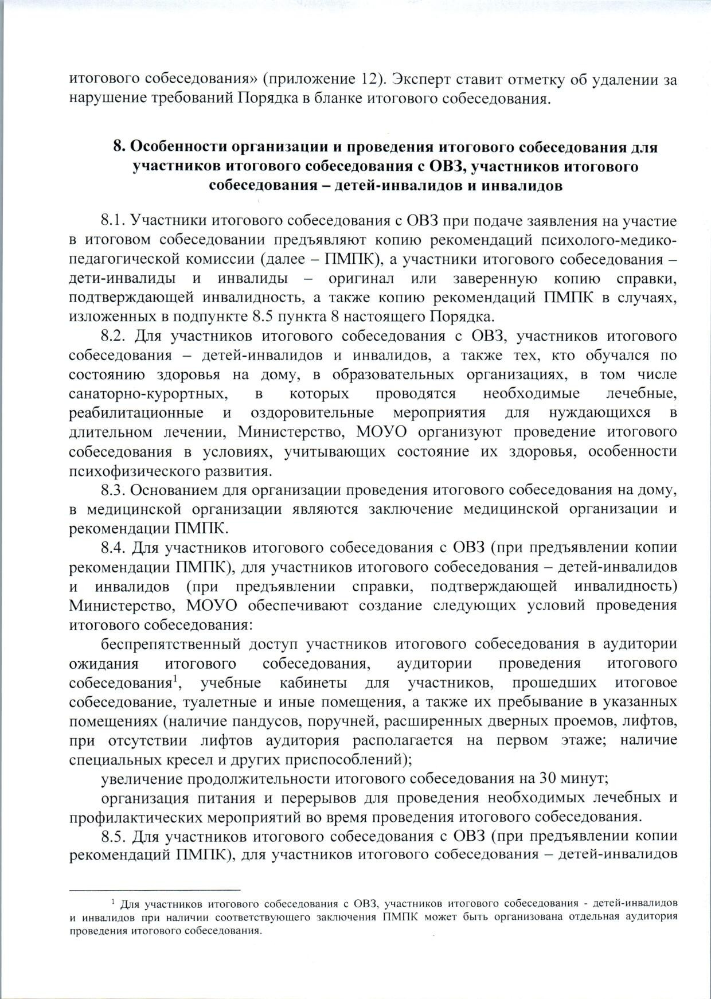 итогового собеседования» (приложение 12). Эксперт ставит отметку об удалении за
нарушение требований Порядка в бланке итогового собеседования.
8. Особенности организации и проведения итогового собеседования для
участников итогового собеседования с ОВЗ, участников итогового
собеседования – детей-инвалидов и инвалидов
8.1. Участники итогового собеседования с ОВЗ при подаче заявления на участие
в итоговом собеседовании предъявляют копию рекомендаций психолого-медико-
педагогической комиссии (далее – ПМПК), а участники итогового собеседования –
дети-инвалиды и инвалиды – оригинал или заверенную копию справки,
подтверждающей инвалидность, а также копию рекомендаций ПМПК в случаях,
изложенных в подпункте 8.5 пункта 8 настоящего Порядка.
8.2. Для участников итогового собеседования с ОВЗ, участников итогового
собеседования – детей-инвалидов и инвалидов, а также тех, кто обучался по
состоянию здоровья на дому, в образовательных организациях, в том числе
санаторно-курортных, в которых проводятся необходимые лечебные,
реабилитационные и оздоровительные мероприятия для нуждающихся в
длительном лечении, Министерство, МОУО организуют проведение итогового
собеседования в условиях, учитывающих состояние их здоровья, особенности
психофизического развития.
8.3. Основанием для организации проведения итогового собеседования на дому,
в медицинской организации являются заключение медицинской организации и
рекомендации ПМПК.
8.4. Для участников итогового собеседования с ОВЗ (при предъявлении копии
рекомендации ПМПК), для участников итогового собеседования – детей-инвалидов
и инвалидов (при предъявлении справки, подтверждающей инвалидность)
Министерство, МОУО обеспечивают создание следующих условий проведения
итогового собеседования:
беспрепятственный доступ участников итогового собеседования в аудитории
ожидания итогового собеседования, аудитории проведения итогового
собеседования¹, учебные кабинеты для участников, прошедших итоговое
собеседование, туалетные и иные помещения, а также их пребывание в указанных
помещениях (наличие пандусов, поручней, расширенных дверных проемов, лифтов,
при отсутствии лифтов аудитория располагается на первом этаже; наличие
специальных кресел и других приспособлений);
увеличение продолжительности итогового собеседования на 30 минут;
организация питания и перерывов для проведения необходимых лечебных и
профилактических мероприятий во время проведения итогового собеседования.
8.5. Для участников итогового собеседования с ОВЗ (при предъявлении копии
рекомендаций ПМПК), для участников итогового собеседования – детей-инвалидов
¹ Для участников итогового собеседования с ОВЗ, участников итогового собеседования - детей-инвалидов
и инвалидов при наличии соответствующего заключения ПМПК может быть организована отдельная аудитория
проведения итогового собеседования.